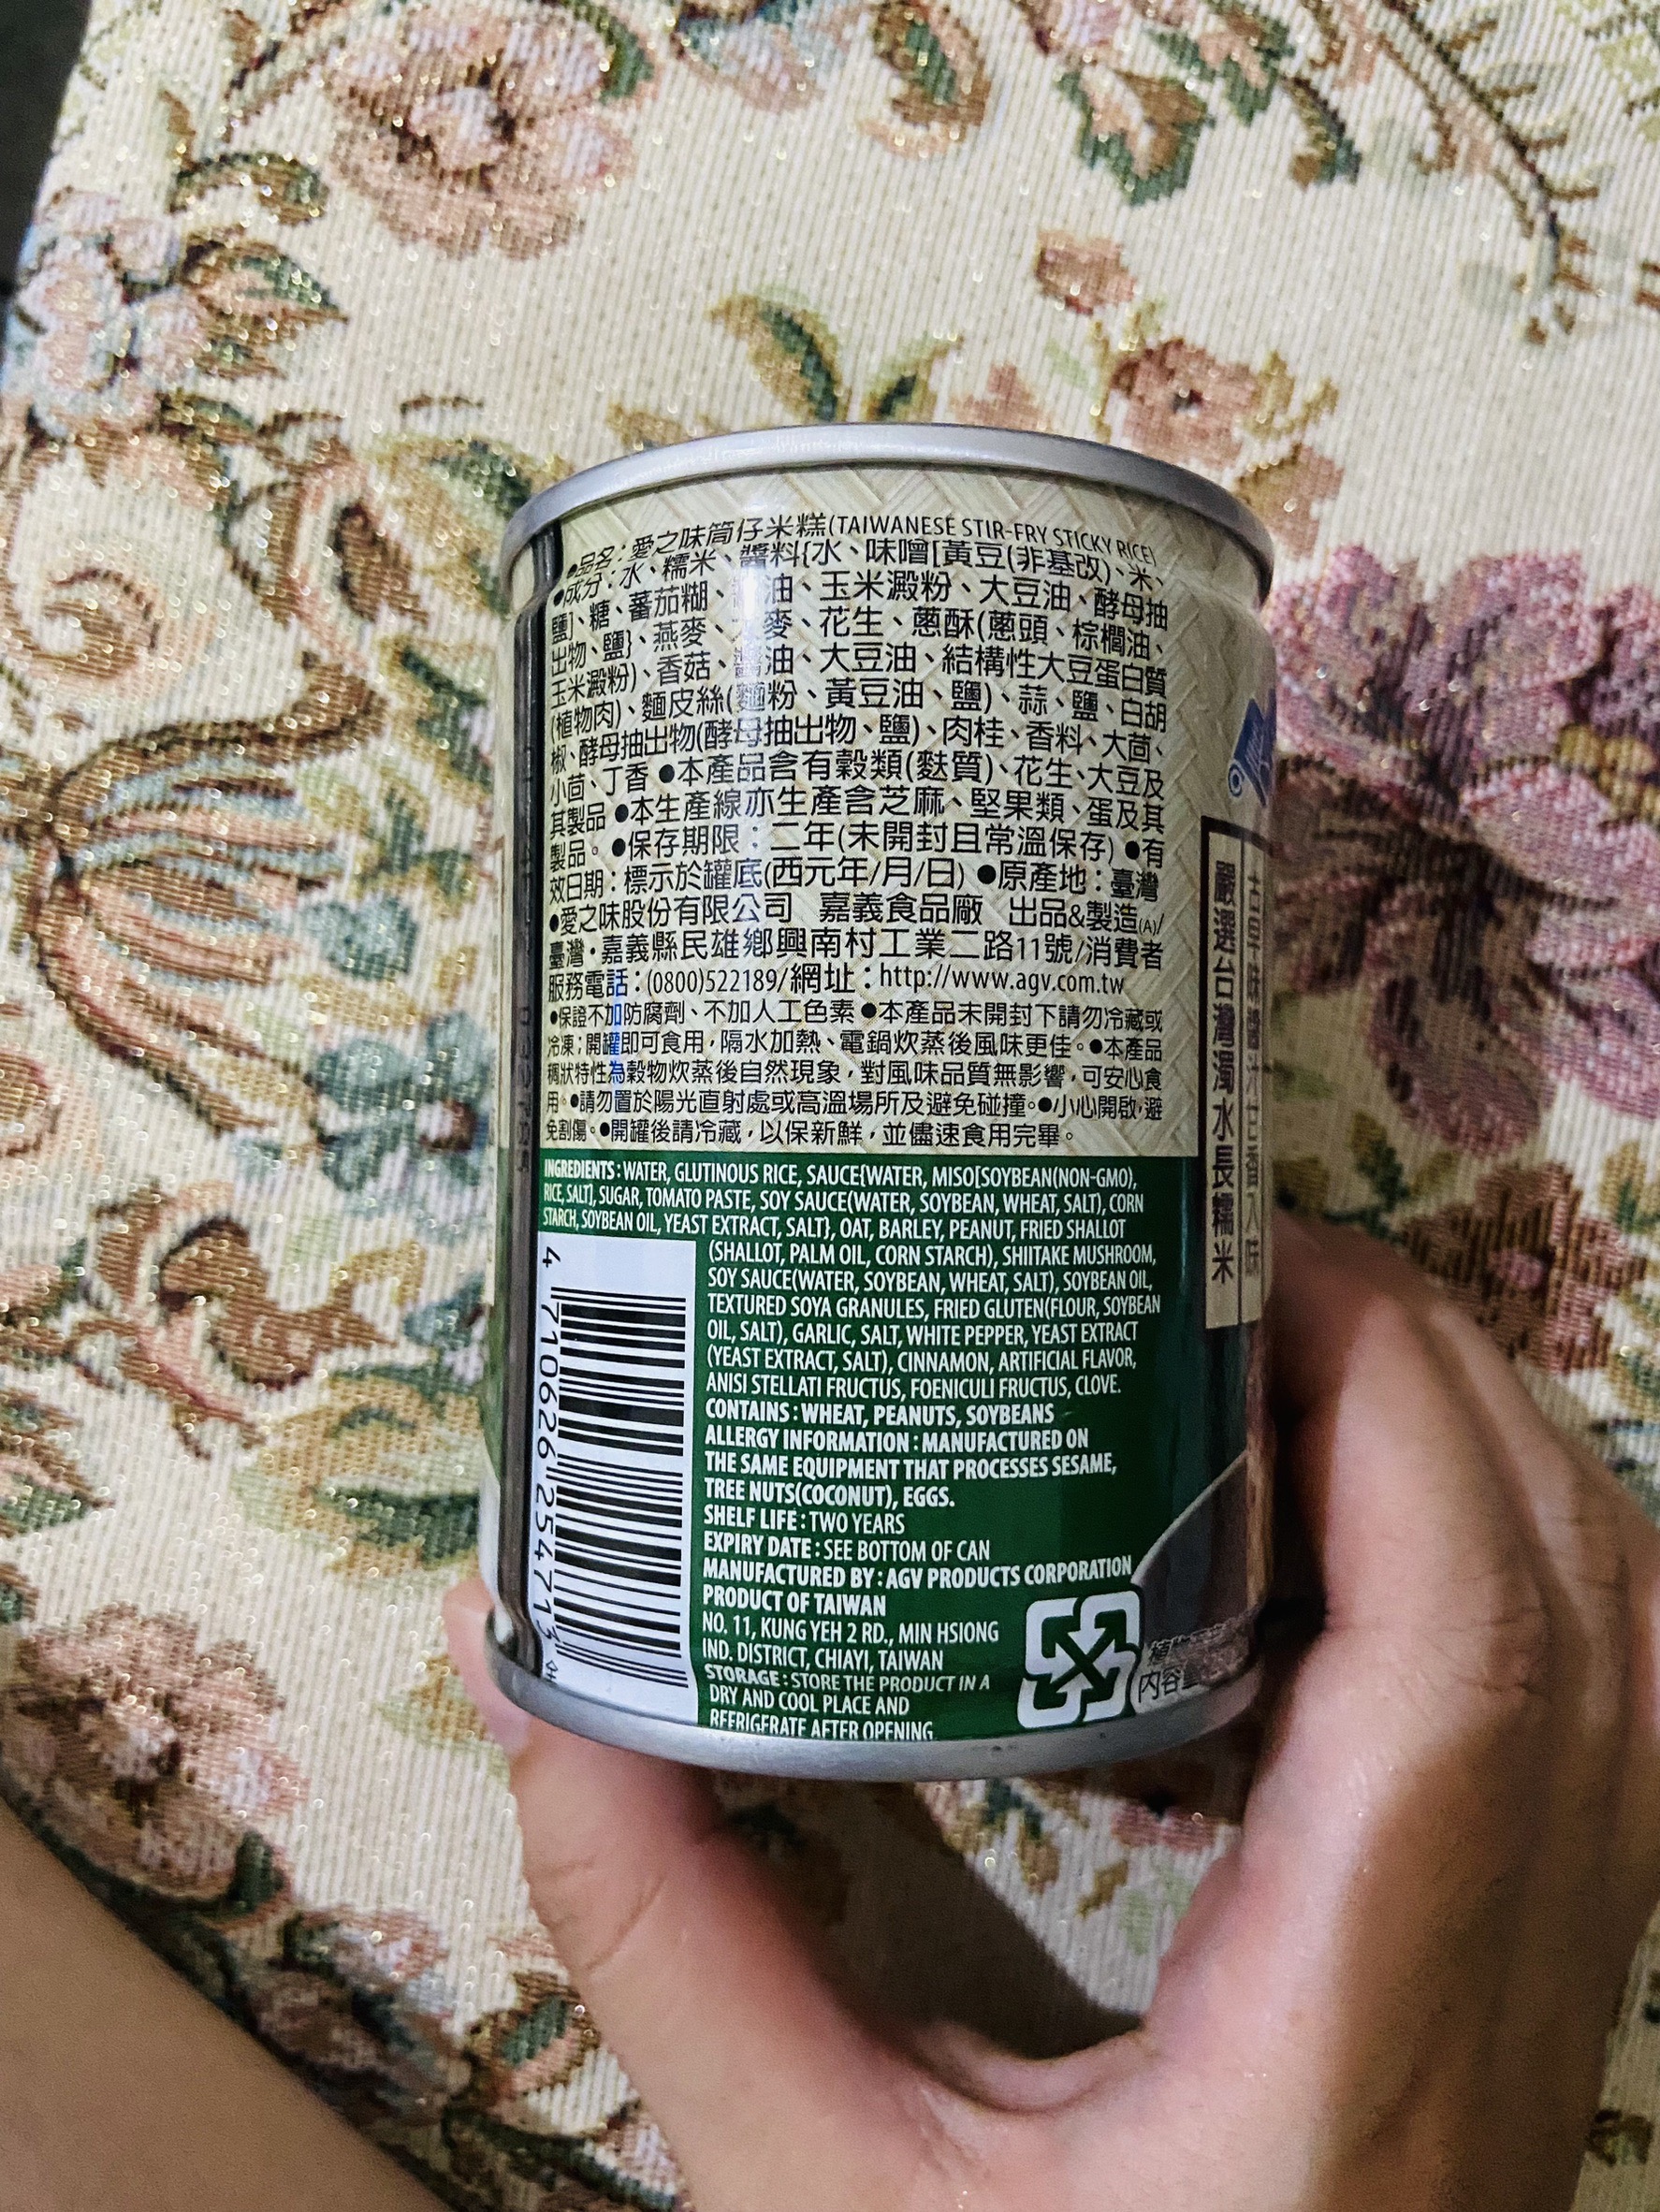 ●品名：愛之味筒仔米糕(TAIWANESE STIR-FRY STICKY RICE)
●成分：水、糯米、醬料{水、味噌[黃豆(非基改)、米、
鹽]、糖、蕃茄糊、醬油、玉米澱粉、大豆油、酵母抽
出物、鹽}、燕麥、大麥、花生、蔥酥(蔥頭、棕櫚油、
玉米澱粉)、香菇、醬油、大豆油、結構性大豆蛋白質
(植物肉)、麵皮絲(麵粉、黃豆油、鹽)、蒜、鹽、白胡
椒、酵母抽出物(酵母抽出物、鹽)、肉桂、香料、大茴、
小茴、丁香 ●本產品含有穀類(麩質)、花生、大豆及
其製品 ●本生產線亦生產含芝麻、堅果類、蛋及其
製品。 ●保存期限：二年(未開封且常溫保存) ●有
效日期：標示於罐底(西元年/月/日) ●原產地：臺灣
●愛之味股份有限公司 嘉義食品廠 出品&製造(A)/
臺灣・嘉義縣民雄鄉興南村工業二路11號/消費者
服務電話：(0800)522189/網址：http://www.agv.com.tw
●保證不加防腐劑、不加人工色素 ●本產品未開封下請勿冷藏或
冷凍；開罐即可食用，隔水加熱、電鍋炊蒸後風味更佳。●本產品
稠狀特性為穀物炊蒸後自然現象，對風味品質無影響，可安心食
用。●請勿置於陽光直射處或高溫場所及避免碰撞。●小心開啟，避
免割傷。●開罐後請冷藏，以保新鮮，並儘速食用完畢。
INGREDIENTS：WATER, GLUTINOUS RICE, SAUCE{WATER, MISO[SOYBEAN(NON-GMO),
RICE, SALT], SUGAR, TOMATO PASTE, SOY SAUCE(WATER, SOYBEAN, WHEAT, SALT), CORN
STARCH, SOYBEAN OIL, YEAST EXTRACT, SALT}, OAT, BARLEY, PEANUT, FRIED SHALLOT
(SHALLOT, PALM OIL, CORN STARCH), SHIITAKE MUSHROOM,
SOY SAUCE(WATER, SOYBEAN, WHEAT, SALT), SOYBEAN OIL,
TEXTURED SOYA GRANULES, FRIED GLUTEN(FLOUR, SOYBEAN
OIL, SALT), GARLIC, SALT, WHITE PEPPER, YEAST EXTRACT
(YEAST EXTRACT, SALT), CINNAMON, ARTIFICIAL FLAVOR,
ANISI STELLATI FRUCTUS, FOENICULI FRUCTUS, CLOVE.
CONTAINS：WHEAT, PEANUTS, SOYBEANS
ALLERGY INFORMATION：MANUFACTURED ON
THE SAME EQUIPMENT THAT PROCESSES SESAME,
TREE NUTS(COCONUT), EGGS.
SHELF LIFE：TWO YEARS
EXPIRY DATE：SEE BOTTOM OF CAN
MANUFACTURED BY：AGV PRODUCTS CORPORATION
PRODUCT OF TAIWAN
NO. 11, KUNG YEH 2 RD., MIN HSIONG
IND. DISTRICT, CHIAYI, TAIWAN
STORAGE：STORE THE PRODUCT IN A
DRY AND COOL PLACE AND
REFRIGERATE AFTER OPENING.
4 710626 254713
嚴選台灣濁水長糯米
內容